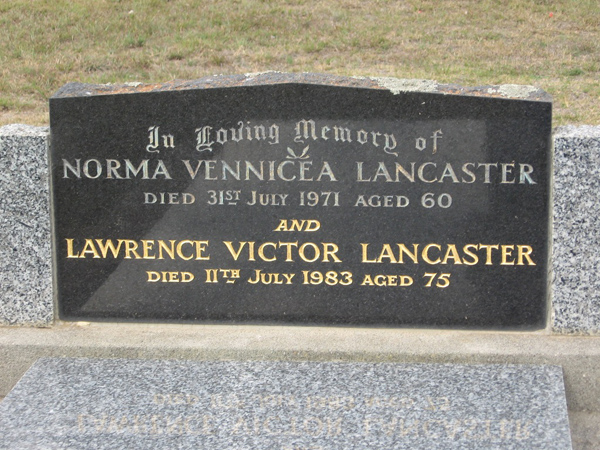 In Loving Memory of
NORMA VENNICEA LANCASTER
DIED 31ST JULY 1971 AGED 60
AND
LAWRENCE VICTOR LANCASTER
DIED 11TH JULY 1983 AGED 75